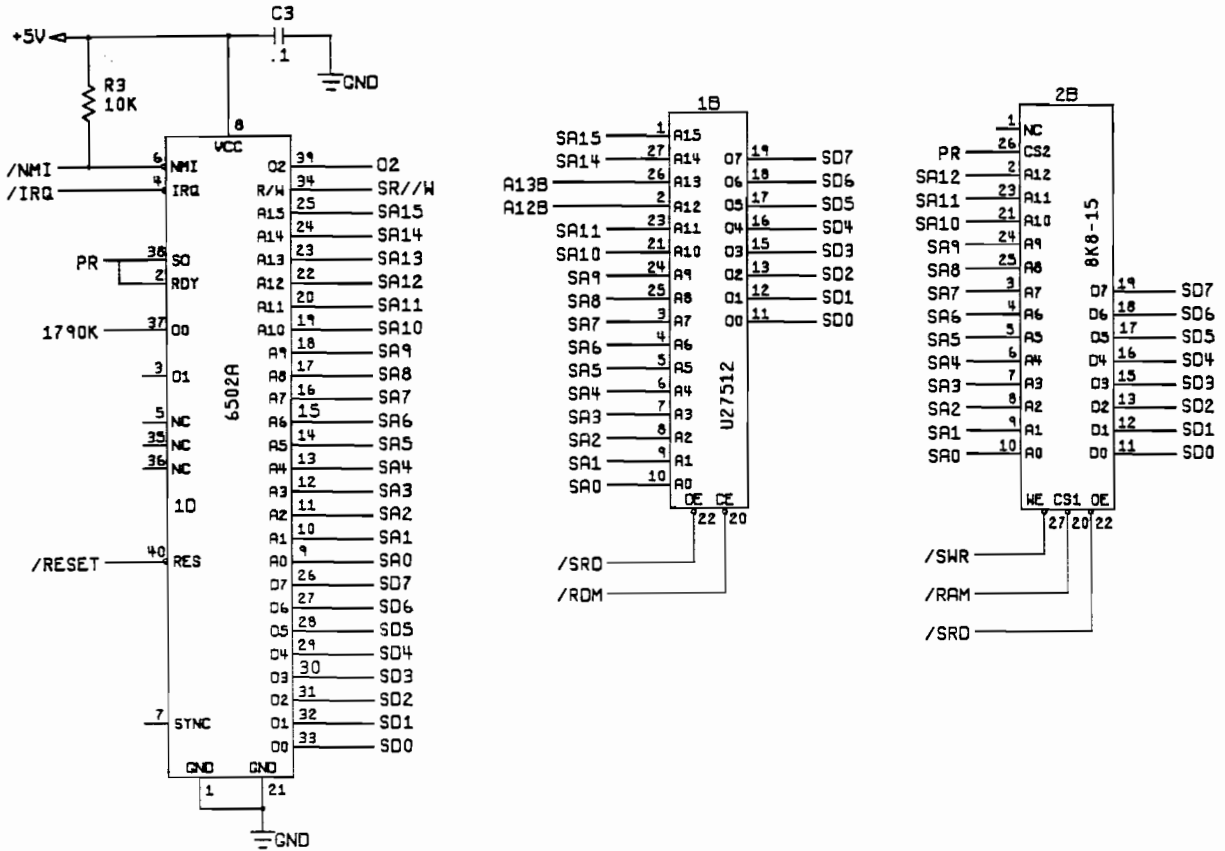 C3
+5V
.1
GND
R3
10K
8
VCC
/NMI 6 NMI O2 39 O2
/IRQ 4 IRQ R/W 34 SR//W
A15 25 SA15
A14 24 SA14
PR 38 SO A13 23 SA13
2 RDY A12 22 SA12
A11 20 SA11
1790K 37 O0 A10 19 SA10
A9 18 SA9
3 O1 A8 17 SA8
A7 16 SA7
5 NC A6 15 SA6
35 NC A5 14 SA5
36 NC A4 13 SA4
A3 12 SA3
1D A2 11 SA2
A1 10 SA1
/RESET 40 RES A0 9 SA0
D7 26 SD7
D6 27 SD6
D5 28 SD5
D4 29 SD4
D3 30 SD3
D2 31 SD2
7 SYNC D1 32 SD1
D0 33 SD0
6502A
GND GND
1 21
GND
1B
SA15 1 A15
SA14 27 A14 O7 19 SD7
A13B 26 A13 O6 18 SD6
A12B 2 A12 O5 17 SD5
SA11 23 A11 O4 16 SD4
SA10 21 A10 O3 15 SD3
SA9 24 A9 O2 13 SD2
SA8 25 A8 O1 12 SD1
SA7 3 A7 O0 11 SD0
SA6 4 A6
SA5 5 A5
SA4 6 A4
SA3 7 A3
SA2 8 A2
SA1 9 A1
SA0 10 A0
U27512
OE CE
22 20
/SRD
/ROM
2B
1 NC
PR 26 CS2
SA12 2 A12
SA11 23 A11
SA10 21 A10
SA9 24 A9
SA8 25 A8
SA7 3 A7 D7 19 SD7
SA6 4 A6 D6 18 SD6
SA5 5 A5 D5 17 SD5
SA4 6 A4 D4 16 SD4
SA3 7 A3 D3 15 SD3
SA2 8 A2 D2 13 SD2
SA1 9 A1 D1 12 SD1
SA0 10 A0 D0 11 SD0
8K8-15
WE CS1 OE
27 20 22
/SWR
/RAM
/SRD